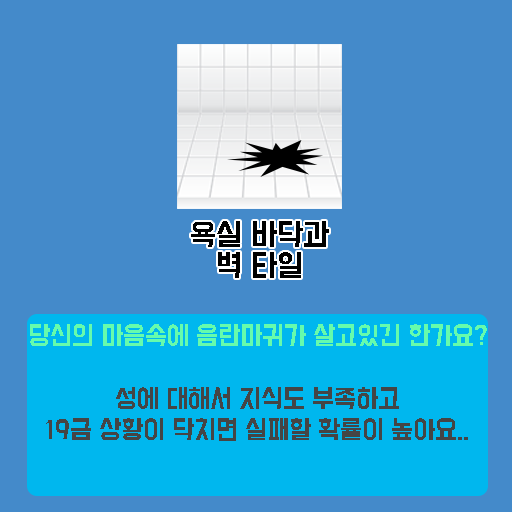 욕실 바닥과
벽 타일
당신의 마음속에 음란마귀가 살고있긴 한가요?
성에 대해서 지식도 부족하고
19금 상황이 닥치면 실패할 확률이 높아요..